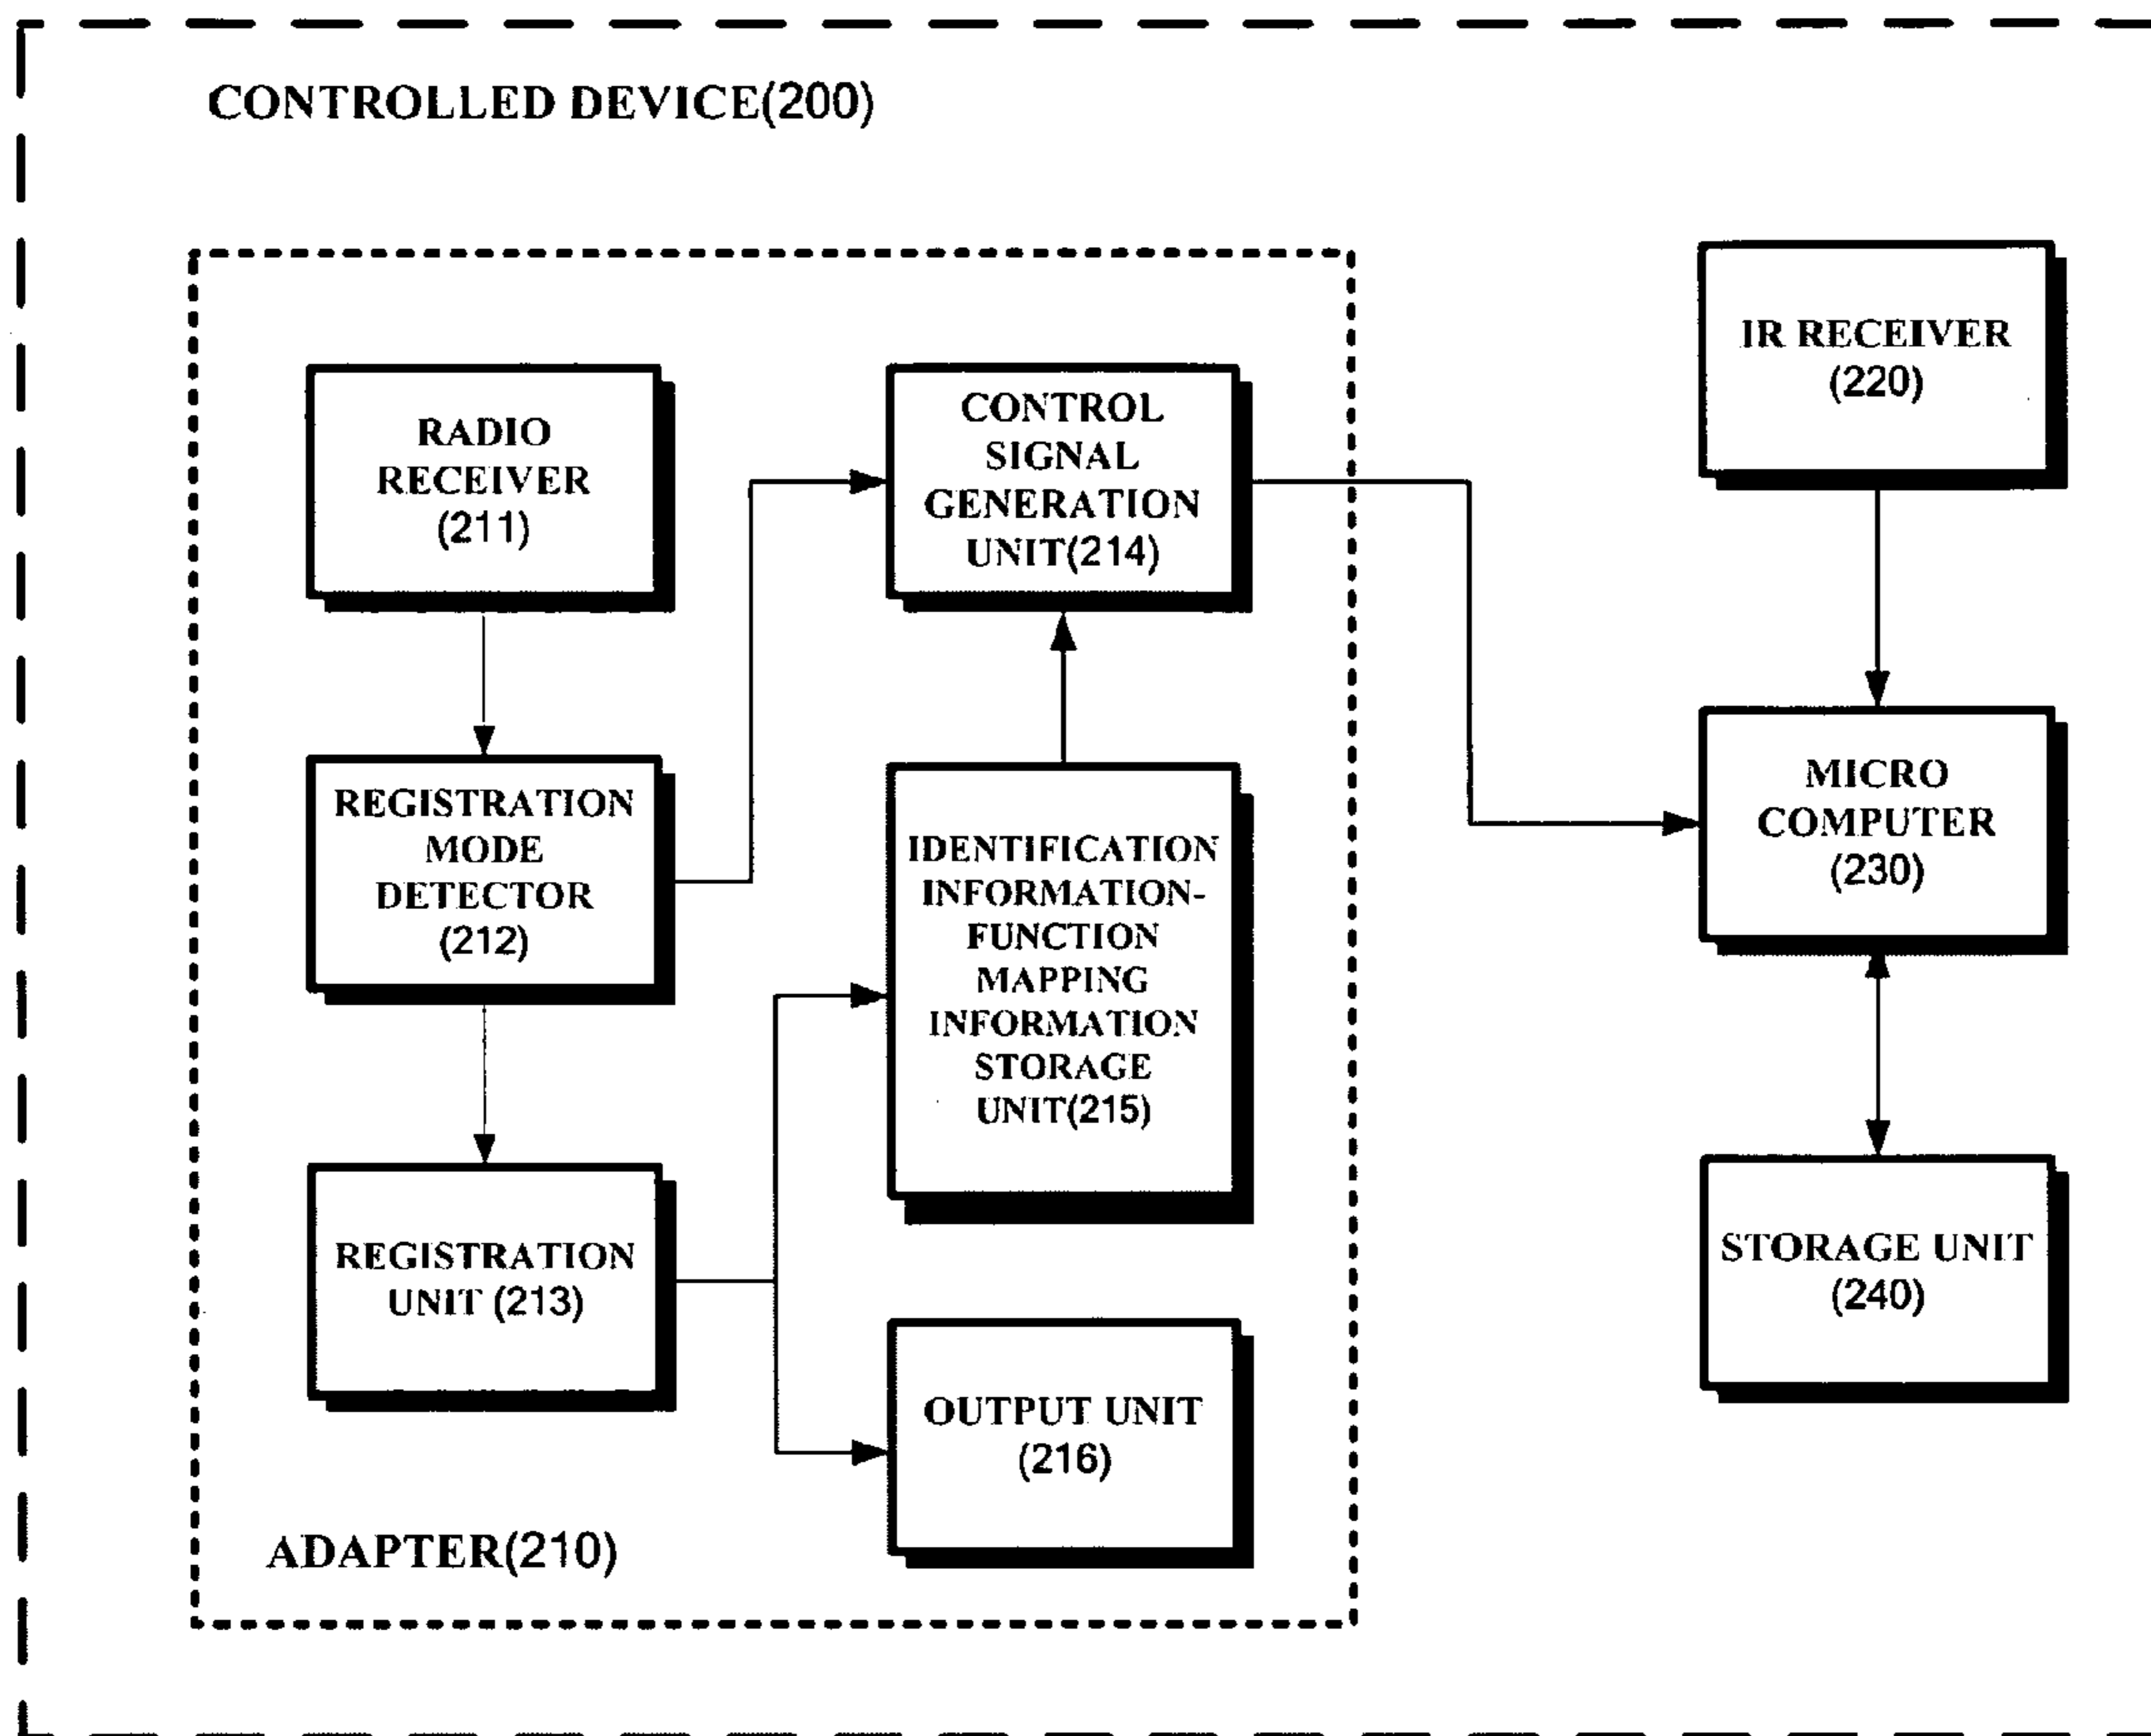 CONTROLLED DEVICE(200)
RADIO
RECEIVER
(211)
CONTROL
SIGNAL
GENERATION
UNIT(214)
IR RECEIVER
(220)
REGISTRATION
MODE
DETECTOR
(212)
IDENTIFICATION
INFORMATION-
FUNCTION
MAPPING
INFORMATION
STORAGE
UNIT(215)
MICRO
COMPUTER
(230)
REGISTRATION
UNIT (213)
OUTPUT UNIT
(216)
STORAGE UNIT
(240)
ADAPTER(210)